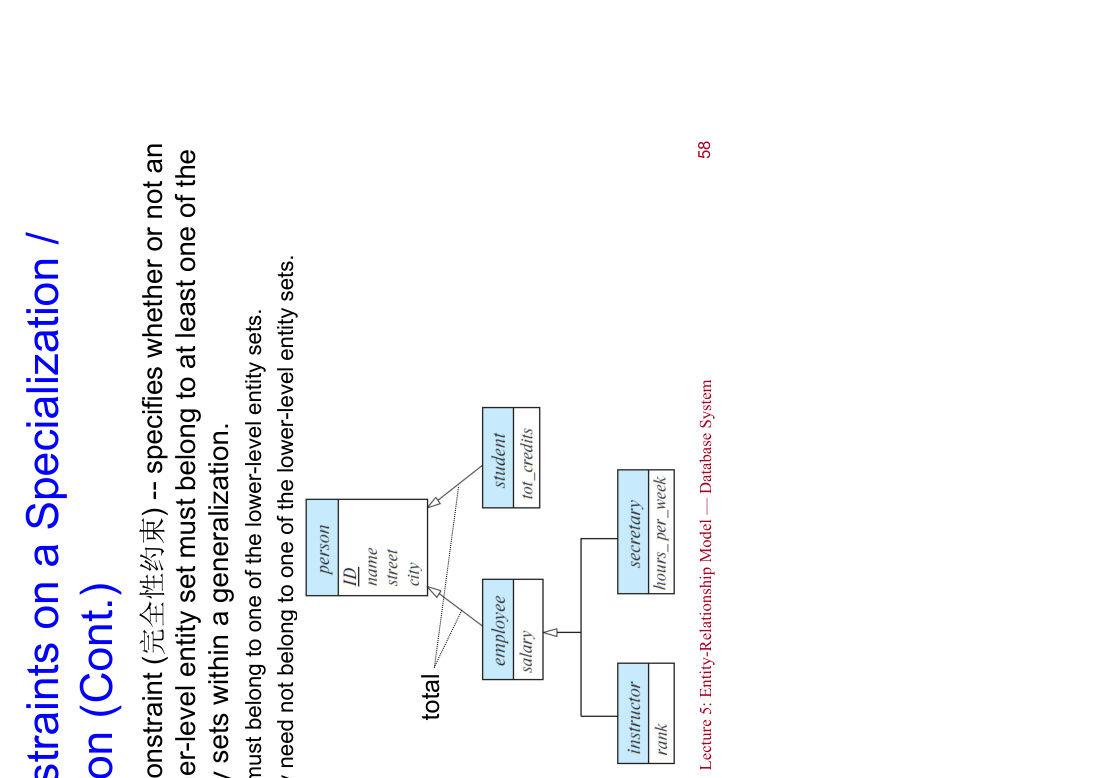 straints on a Specialization /
on (Cont.)
onstraint (完全性约束) -- specifies whether or not an
er-level entity set must belong to at least one of the
y sets within a generalization.
must belong to one of the lower-level entity sets.
y need not belong to one of the lower-level entity sets.
person
ID
name
street
city
total
employee
salary
student
tot_credits
instructor
rank
secretary
hours_per_week
Lecture 5: Entity-Relationship Model — Database System
58